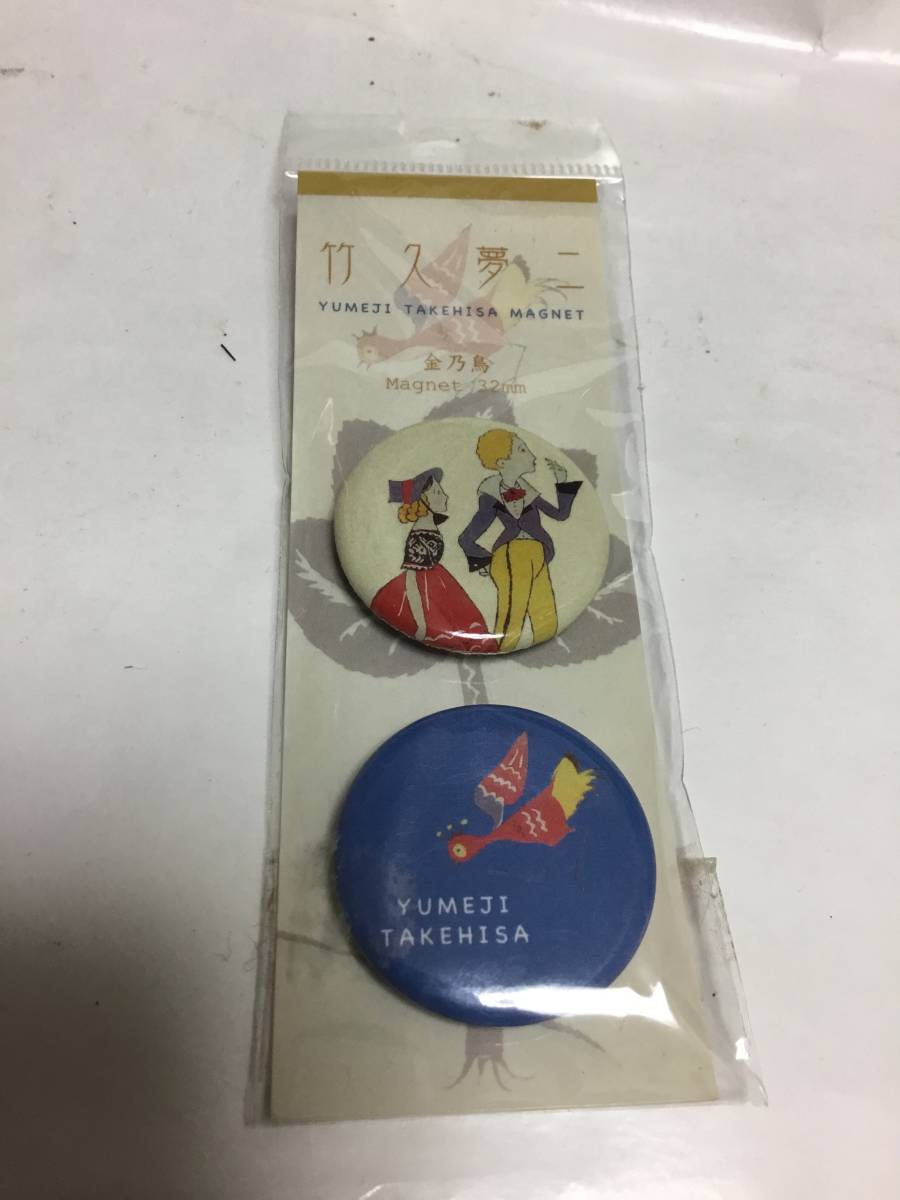 竹久夢二
YUMEJI TAKEHISA MAGNET
金乃鳥
Magnet 32mm
YUMEJI
TAKEHISA